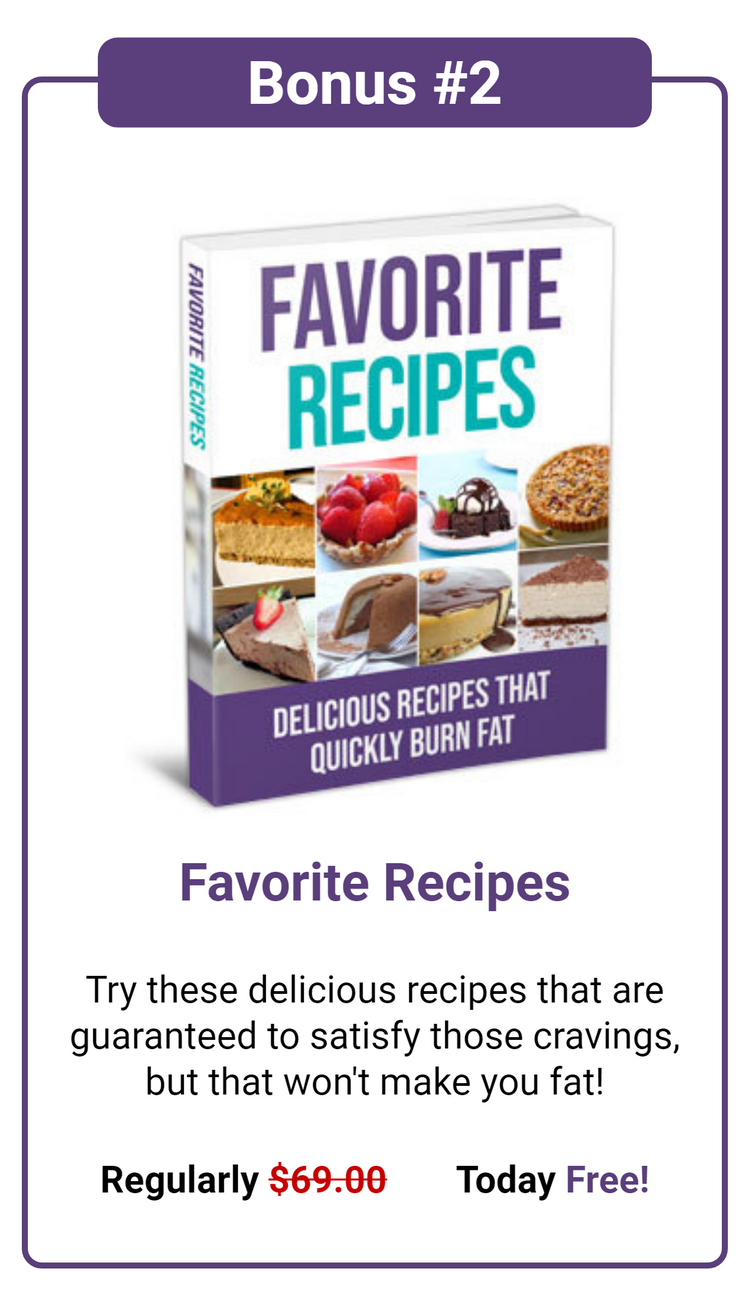 Bonus #2
FAVORITE RECIPES
FAVORITE
RECIPES
DELICIOUS RECIPES THAT
QUICKLY BURN FAT
Favorite Recipes
Try these delicious recipes that are
guaranteed to satisfy those cravings,
but that won't make you fat!
Regularly $69.00 Today Free!